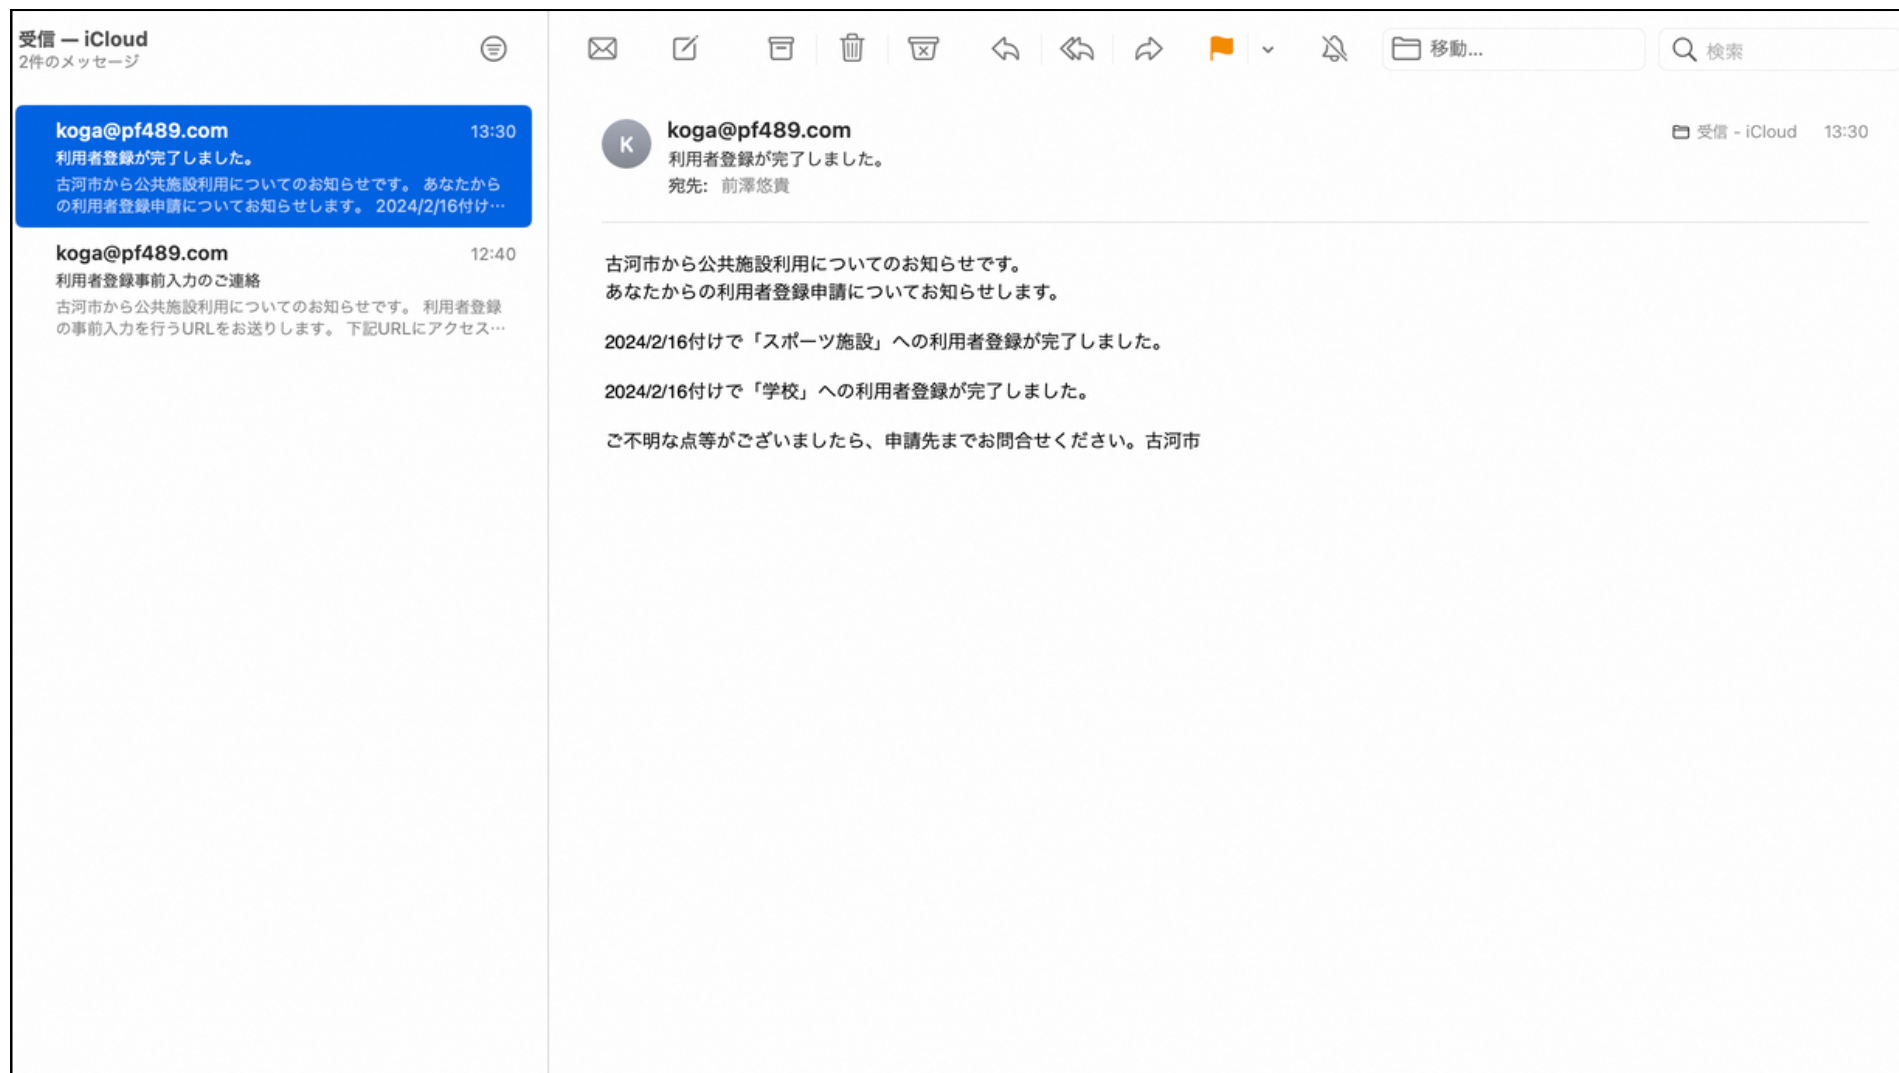 受信 — iCloud
2件のメッセージ
koga@pf489.com 13:30
利用者登録が完了しました。
古河市から公共施設利用についてのお知らせです。 あなたから
の利用者登録申請についてお知らせします。 2024/2/16付け…
koga@pf489.com 12:40
利用者登録事前入力のご連絡
古河市から公共施設利用についてのお知らせです。 利用者登録
の事前入力を行うURLをお送りします。 下記URLにアクセス…
移動...
検索
K
koga@pf489.com
受信 - iCloud 13:30
利用者登録が完了しました。
宛先: 前澤悠貴
古河市から公共施設利用についてのお知らせです。
あなたからの利用者登録申請についてお知らせします。
2024/2/16付けで「スポーツ施設」への利用者登録が完了しました。
2024/2/16付けで「学校」への利用者登録が完了しました。
ご不明な点等がございましたら、申請先までお問合せください。古河市